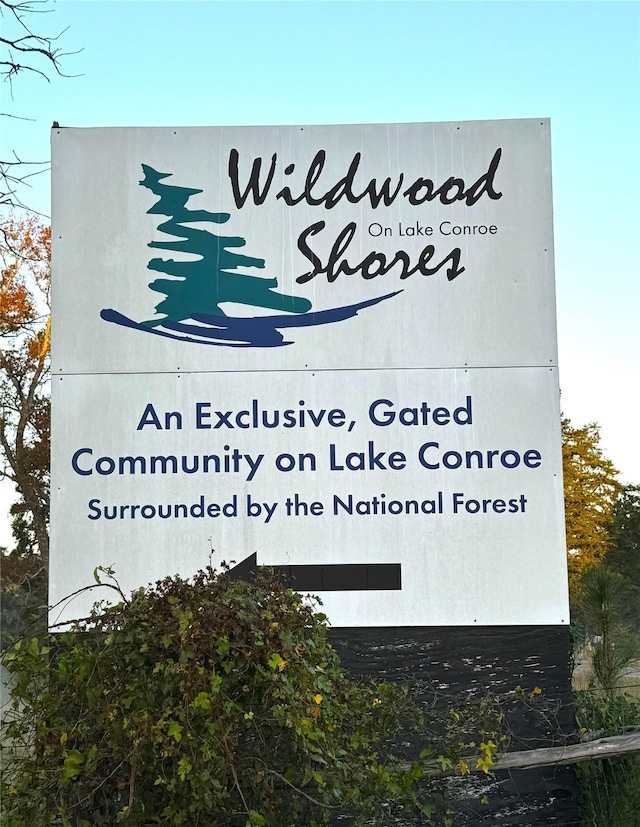 Wildwood
On Lake Conroe
Shores
An Exclusive, Gated
Community on Lake Conroe
Surrounded by the National Forest